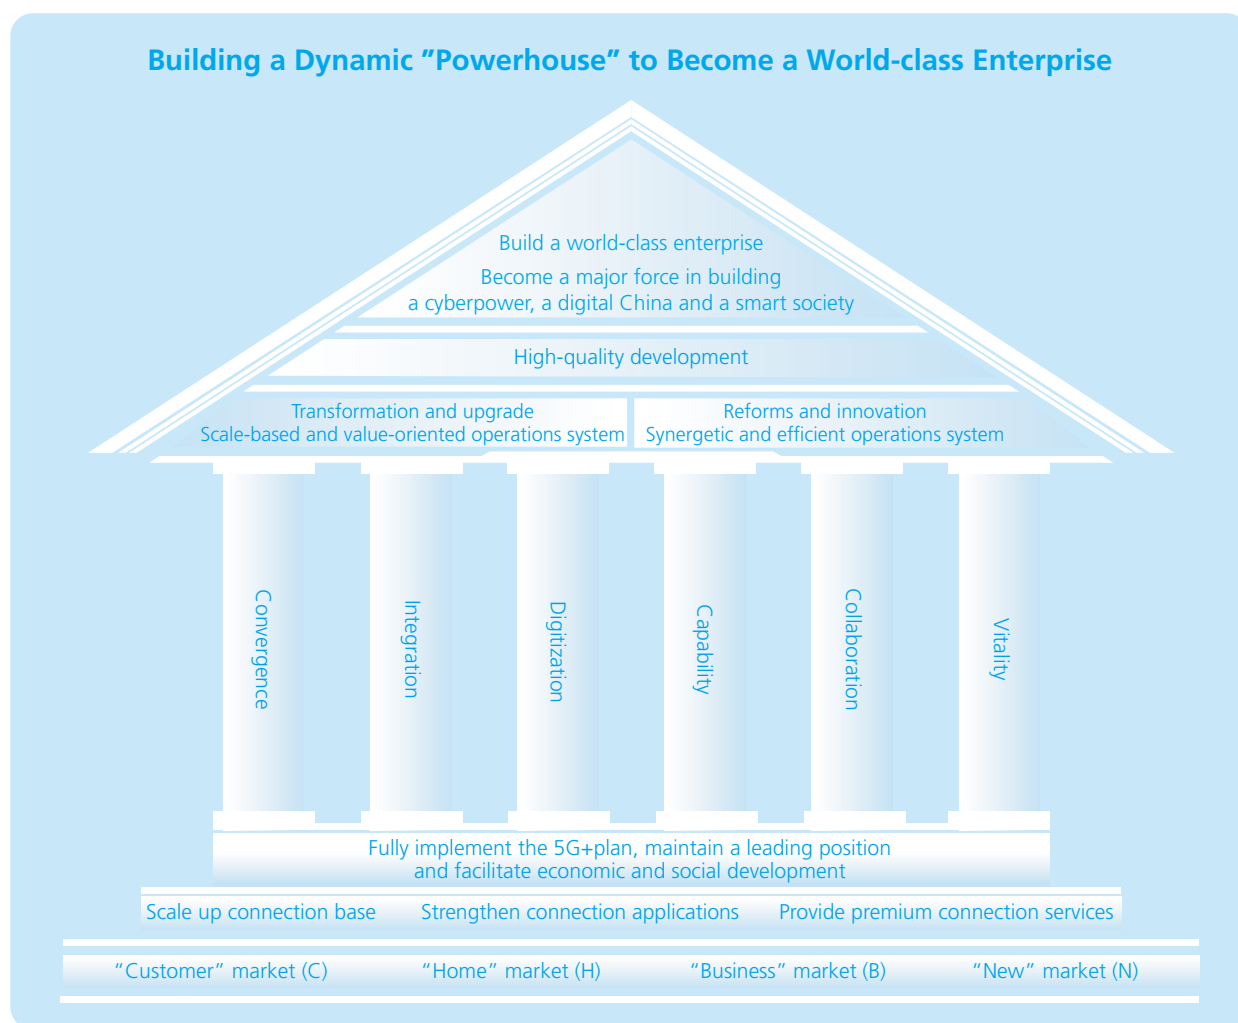 Building a Dynamic "Powerhouse" to Become a World-class Enterprise
Build a world-class enterprise
Become a major force in building
a cyberpower, a digital China and a smart society
High-quality development
Transformation and upgrade
Scale-based and value-oriented operations system
Reforms and innovation
Synergetic and efficient operations system
Convergence
Integration
Digitization
Capability
Collaboration
Vitality
Fully implement the 5G+plan, maintain a leading position
and facilitate economic and social development
Scale up connection base
Strengthen connection applications
Provide premium connection services
“Customer” market (C)
“Home” market (H)
“Business” market (B)
“New” market (N)